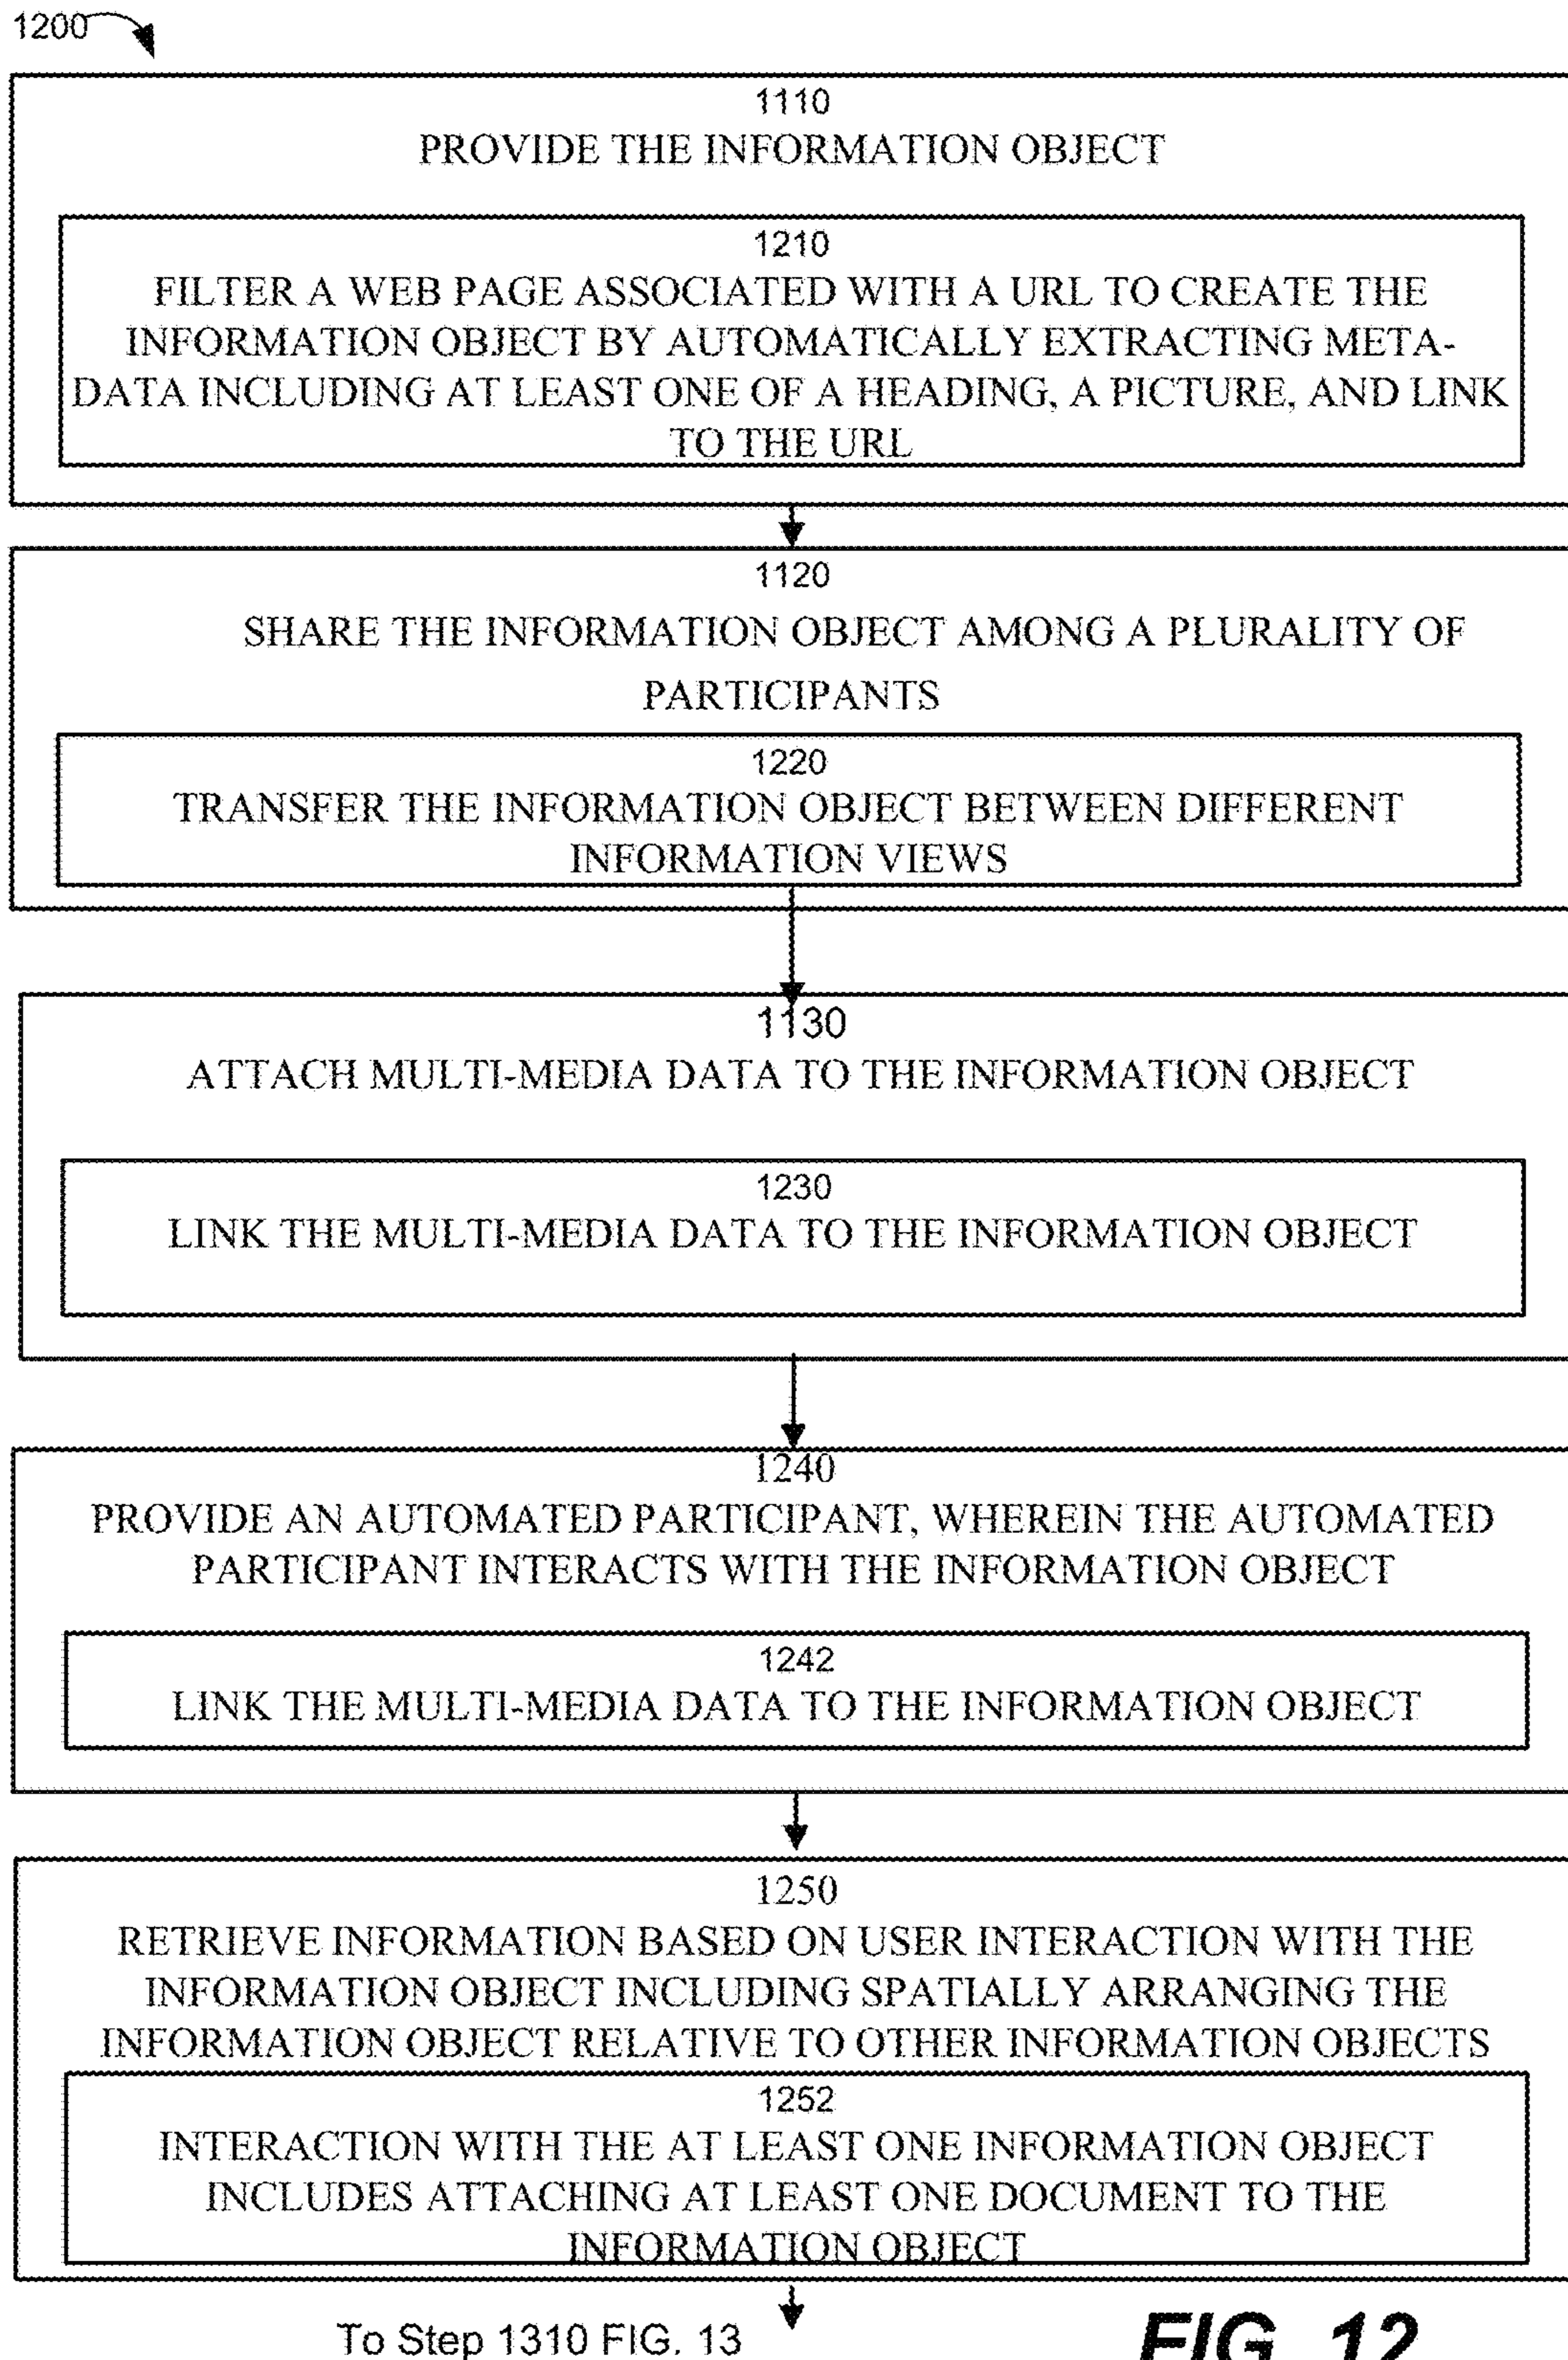 1200
1110
PROVIDE THE INFORMATION OBJECT
1210
FILTER A WEB PAGE ASSOCIATED WITH A URL TO CREATE THE
INFORMATION OBJECT BY AUTOMATICALLY EXTRACTING META-
DATA INCLUDING AT LEAST ONE OF A HEADING, A PICTURE, AND LINK
TO THE URL
1120
SHARE THE INFORMATION OBJECT AMONG A PLURALITY OF
PARTICIPANTS
1220
TRANSFER THE INFORMATION OBJECT BETWEEN DIFFERENT
INFORMATION VIEWS
1130
ATTACH MULTI-MEDIA DATA TO THE INFORMATION OBJECT
1230
LINK THE MULTI-MEDIA DATA TO THE INFORMATION OBJECT
1240
PROVIDE AN AUTOMATED PARTICIPANT, WHEREIN THE AUTOMATED
PARTICIPANT INTERACTS WITH THE INFORMATION OBJECT
1242
LINK THE MULTI-MEDIA DATA TO THE INFORMATION OBJECT
1250
RETRIEVE INFORMATION BASED ON USER INTERACTION WITH THE
INFORMATION OBJECT INCLUDING SPATIALLY ARRANGING THE
INFORMATION OBJECT RELATIVE TO OTHER INFORMATION OBJECTS
1252
INTERACTION WITH THE AT LEAST ONE INFORMATION OBJECT
INCLUDES ATTACHING AT LEAST ONE DOCUMENT TO THE
INFORMATION OBJECT
To Step 1310 FIG. 13
FIG. 12